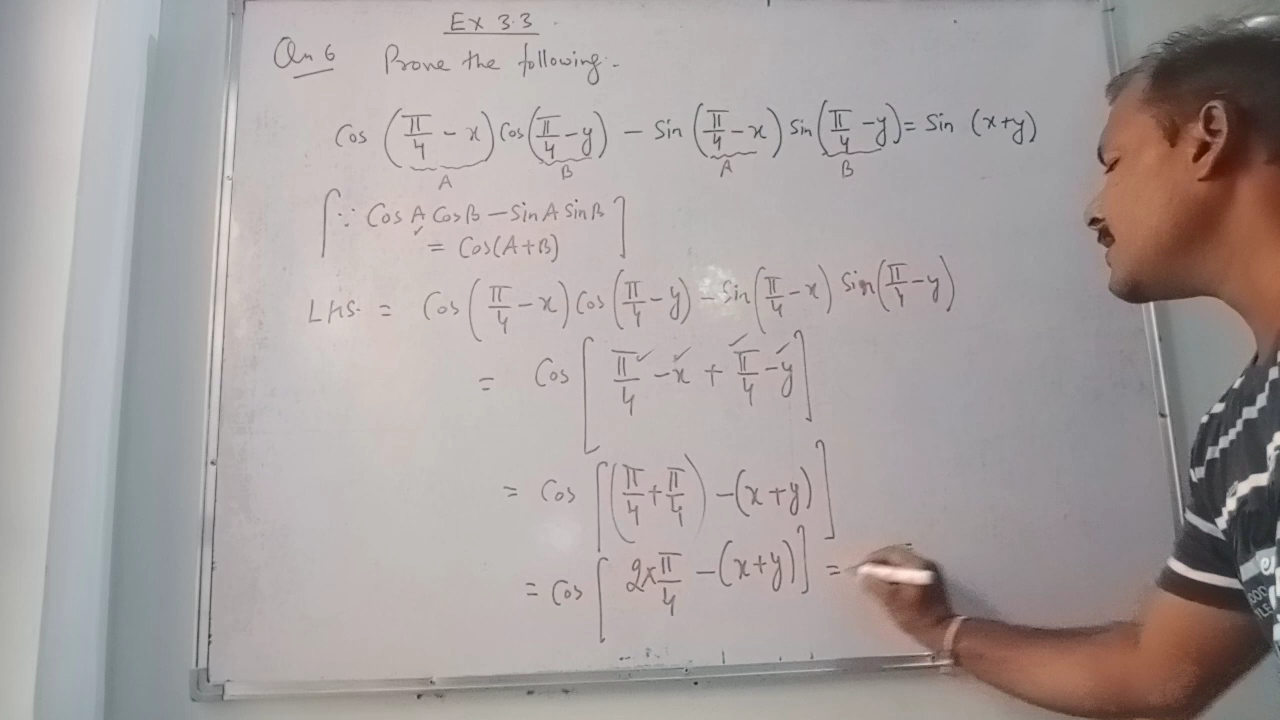 Ex 3.3
Qn 6 Prove the following.
Cos (π/4 - x) Cos (π/4 - y) - Sin (π/4 - x) Sin (π/4 - y) = Sin (x+y)
A B A B
[∵ Cos A Cos B - Sin A Sin B
= Cos(A+B)]
LHS. = Cos (π/4 - x) Cos (π/4 - y) - Sin (π/4 - x) Sin (π/4 - y)
= Cos [π/4 - x + π/4 - y]
= Cos [(π/4 + π/4) - (x+y)]
= Cos [2×π/4 - (x+y)] =